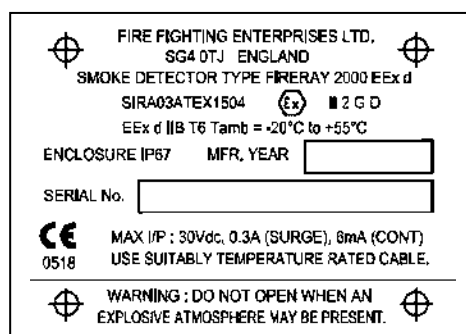 FIRE FIGHTING ENTERPRISES LTD.
SG4 0TJ ENGLAND
SMOKE DETECTOR TYPE FIRERAY 2000 EEx d
SIRA03ATEX1504 Ex II 2 G D
EEx d IIB T6 Tamb = -20°C to +55°C
ENCLOSURE IP67 MFR. YEAR
SERIAL No.
CE MAX I/P : 30Vdc, 0.3A (SURGE), 6mA (CONT)
0518 USE SUITABLY TEMPERATURE RATED CABLE.
WARNING : DO NOT OPEN WHEN AN
EXPLOSIVE ATMOSPHERE MAY BE PRESENT.